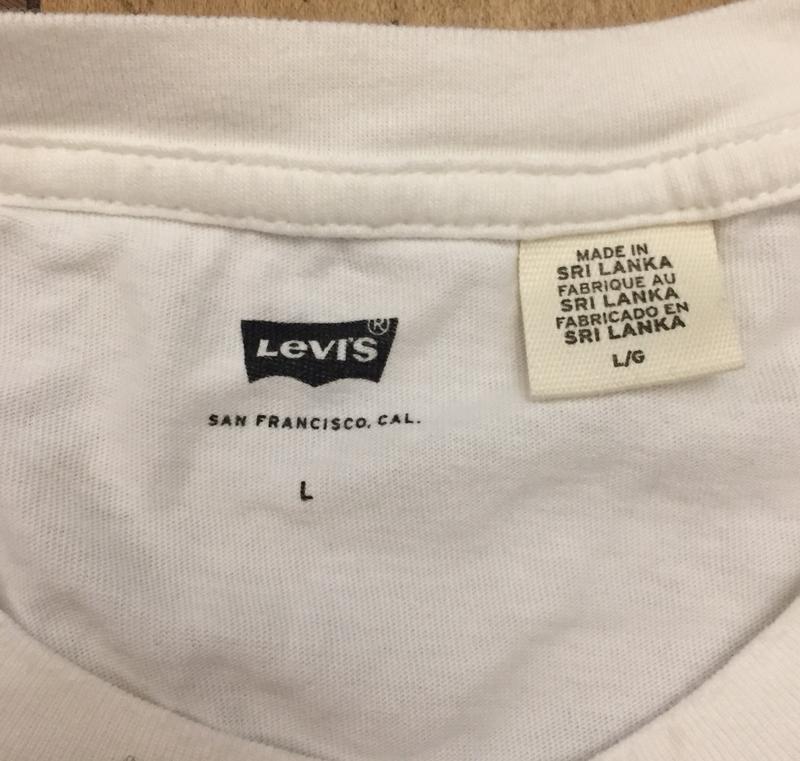 Levi's®
SAN FRANCISCO, CAL.
L
MADE IN
SRI LANKA
FABRIQUE AU
SRI LANKA
FABRICADO EN
SRI LANKA
L/G